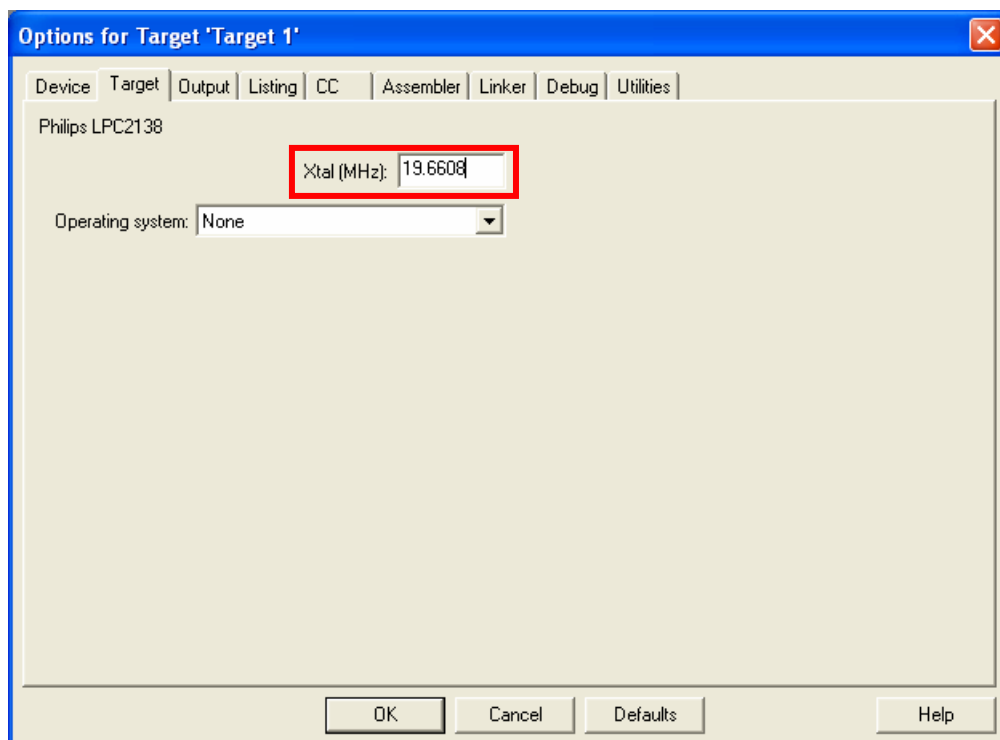 Options for Target 'Target 1'
Device Target Output Listing CC Assembler Linker Debug Utilities
Philips LPC2138
Xtal (MHz): 19.6608
Operating system: None
OK Cancel Defaults Help